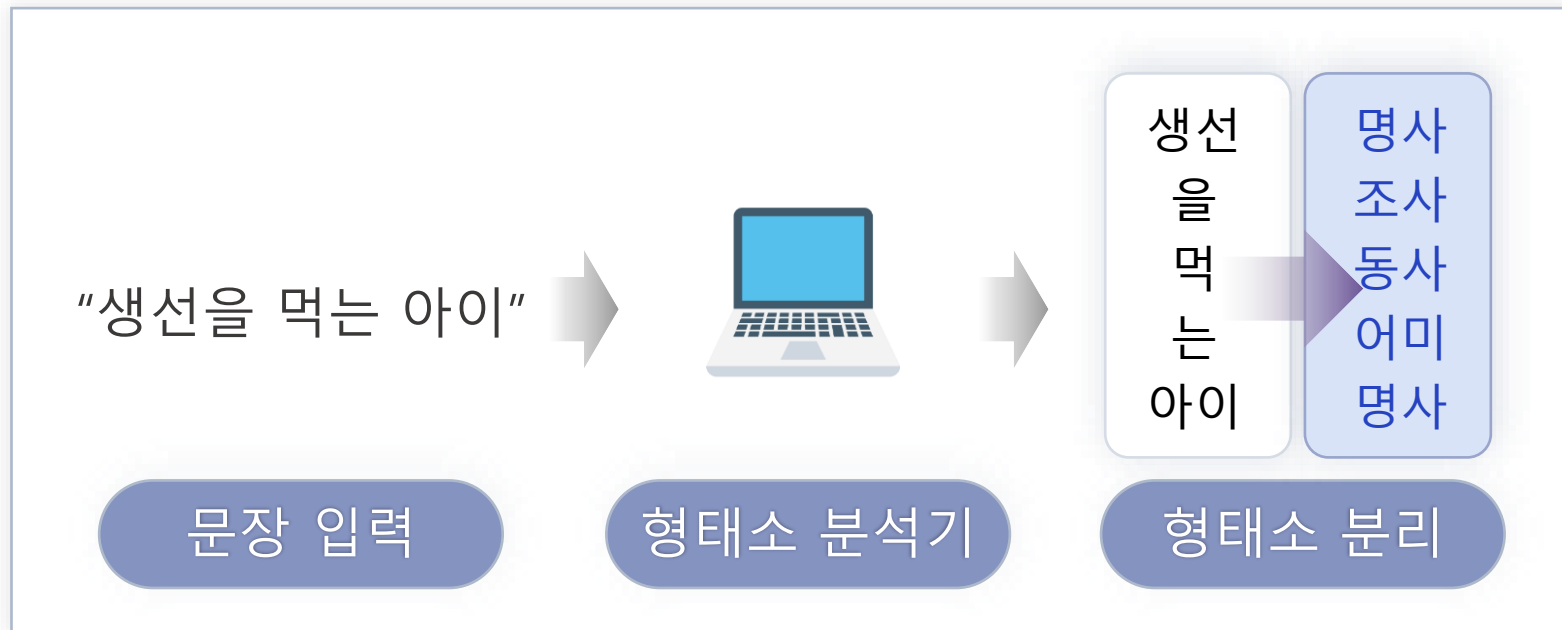 “생선을 먹는 아이”
생선 명사
을 조사
먹 동사
는 어미
아이 명사
문장 입력
형태소 분석기
형태소 분리